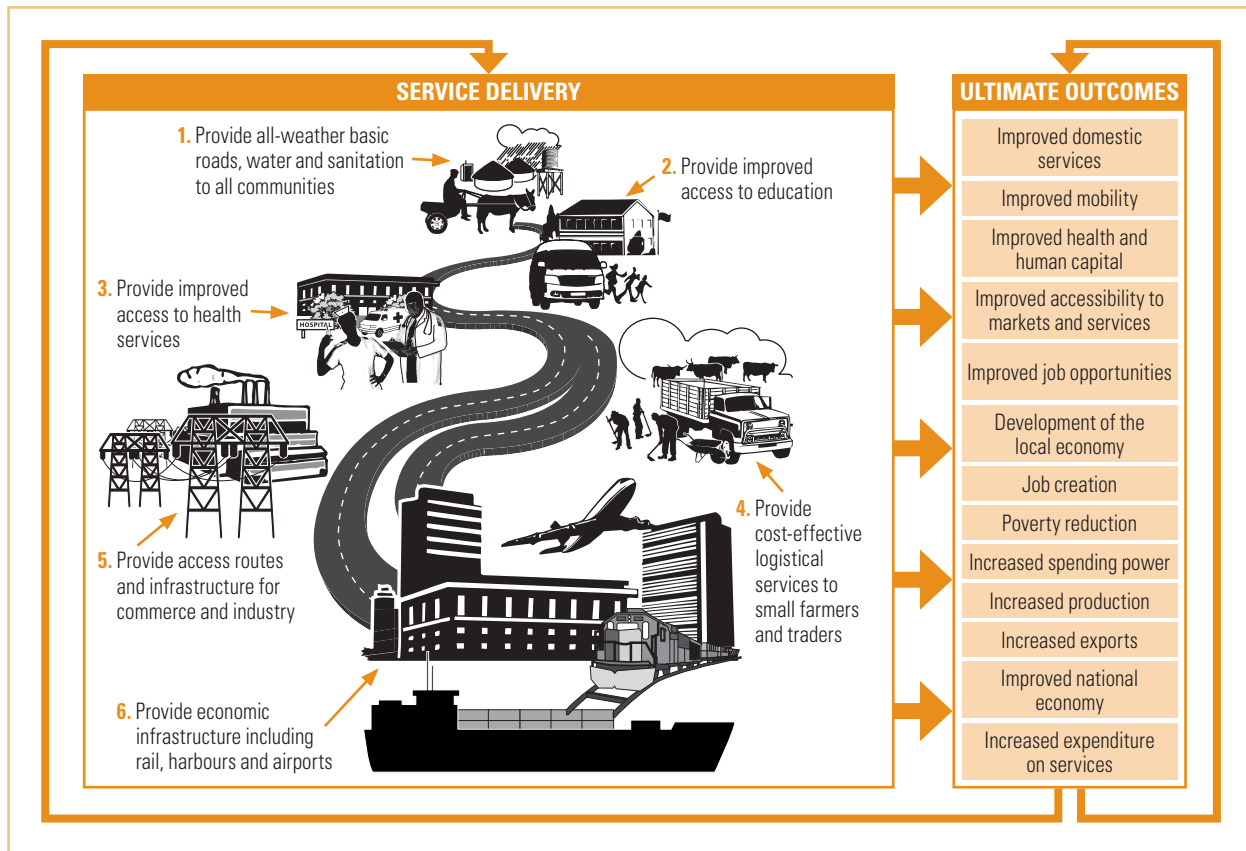 SERVICE DELIVERY
1. Provide all-weather basic
roads, water and sanitation
to all communities
2. Provide improved
access to education
3. Provide improved
access to health
services
HOSPITAL
4. Provide
cost-effective
logistical
services to
small farmers
and traders
5. Provide access routes
and infrastructure for
commerce and industry
6. Provide economic
infrastructure including
rail, harbours and airports
ULTIMATE OUTCOMES
Improved domestic
services
Improved mobility
Improved health and
human capital
Improved accessibility to
markets and services
Improved job opportunities
Development of the
local economy
Job creation
Poverty reduction
Increased spending power
Increased production
Increased exports
Improved national
economy
Increased expenditure
on services